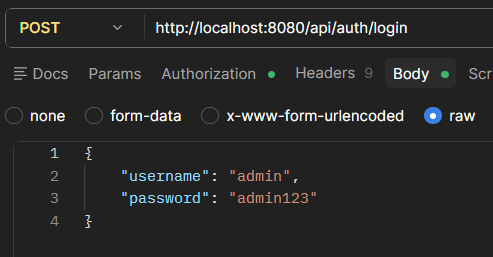 POST http://localhost:8080/api/auth/login
Docs Params Authorization Headers 9 Body
none form-data x-www-form-urlencoded raw
1 {
2 "username": "admin",
3 "password": "admin123"
4 }